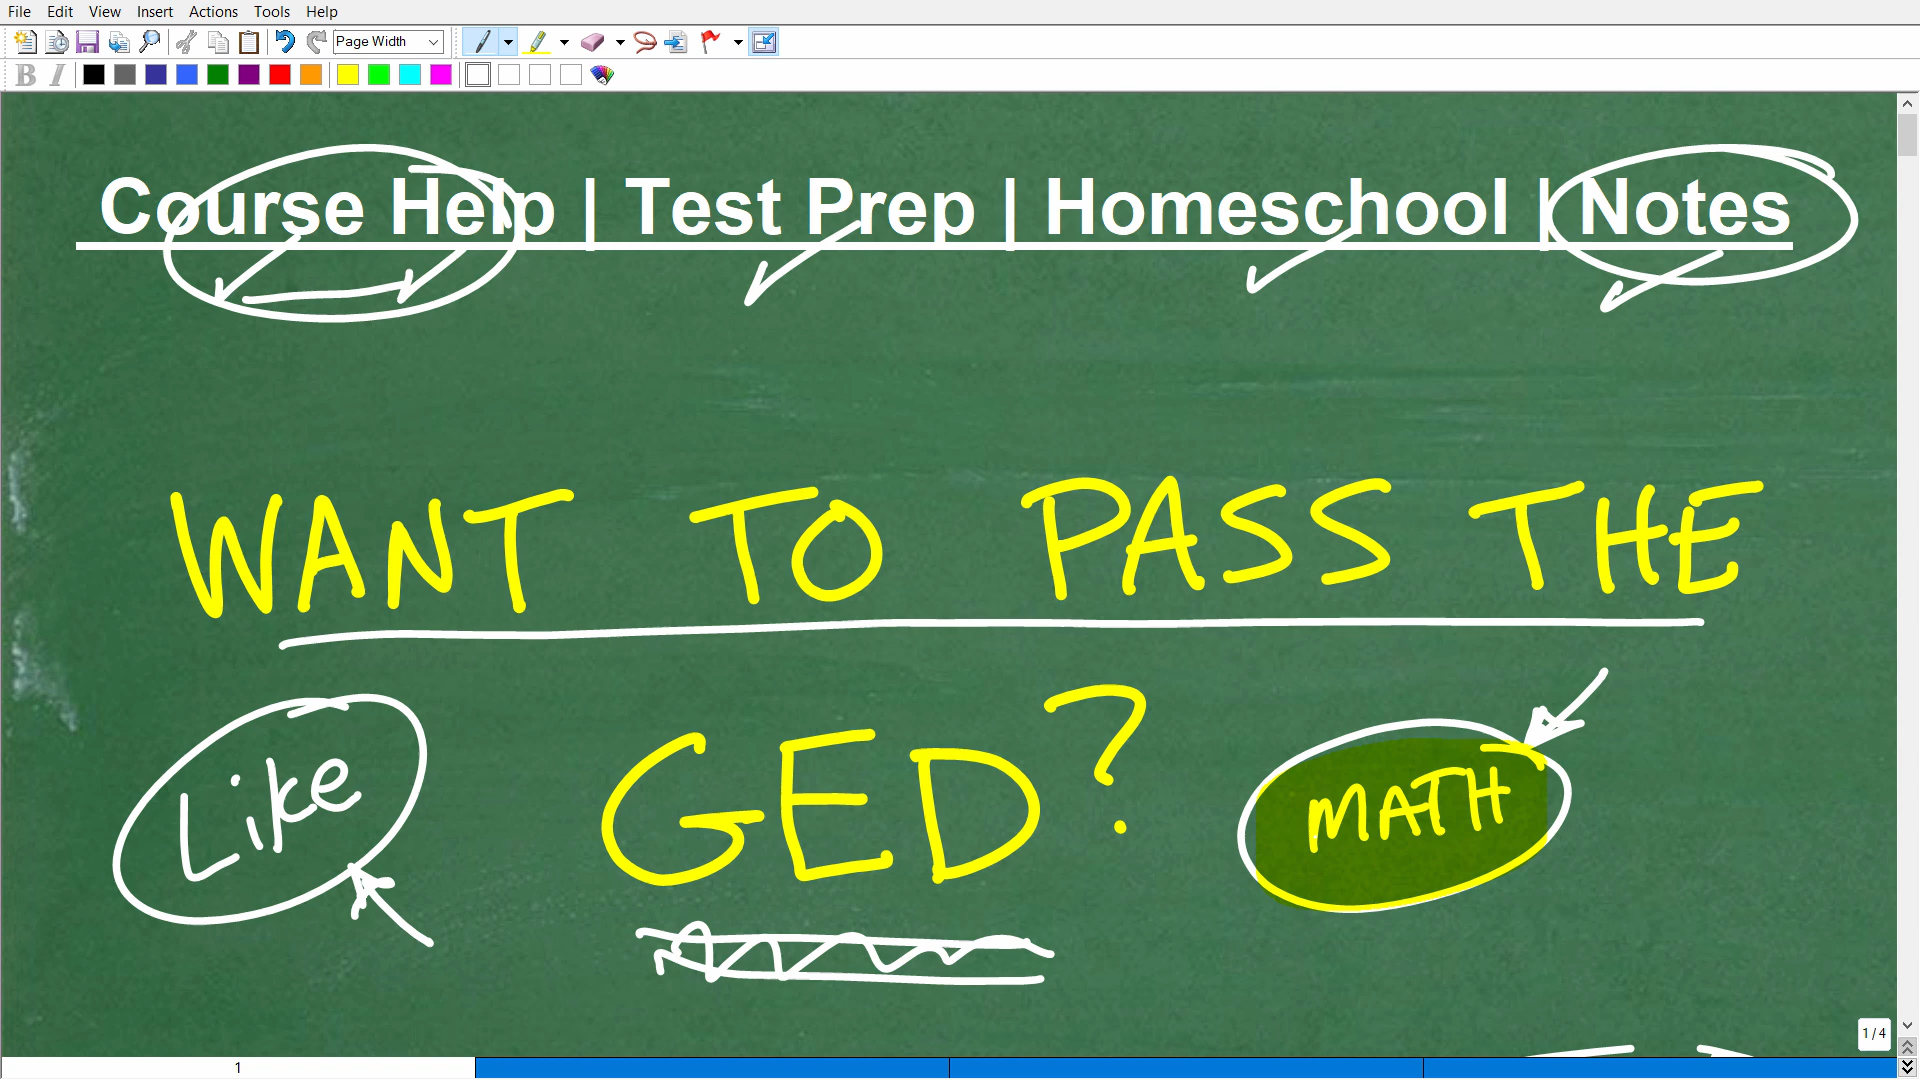 File Edit View Insert Actions Tools Help
Page Width
B I
Course Help | Test Prep | Homeschool | Notes
WANT TO PASS THE
Like GED? MATH
1 / 4
1